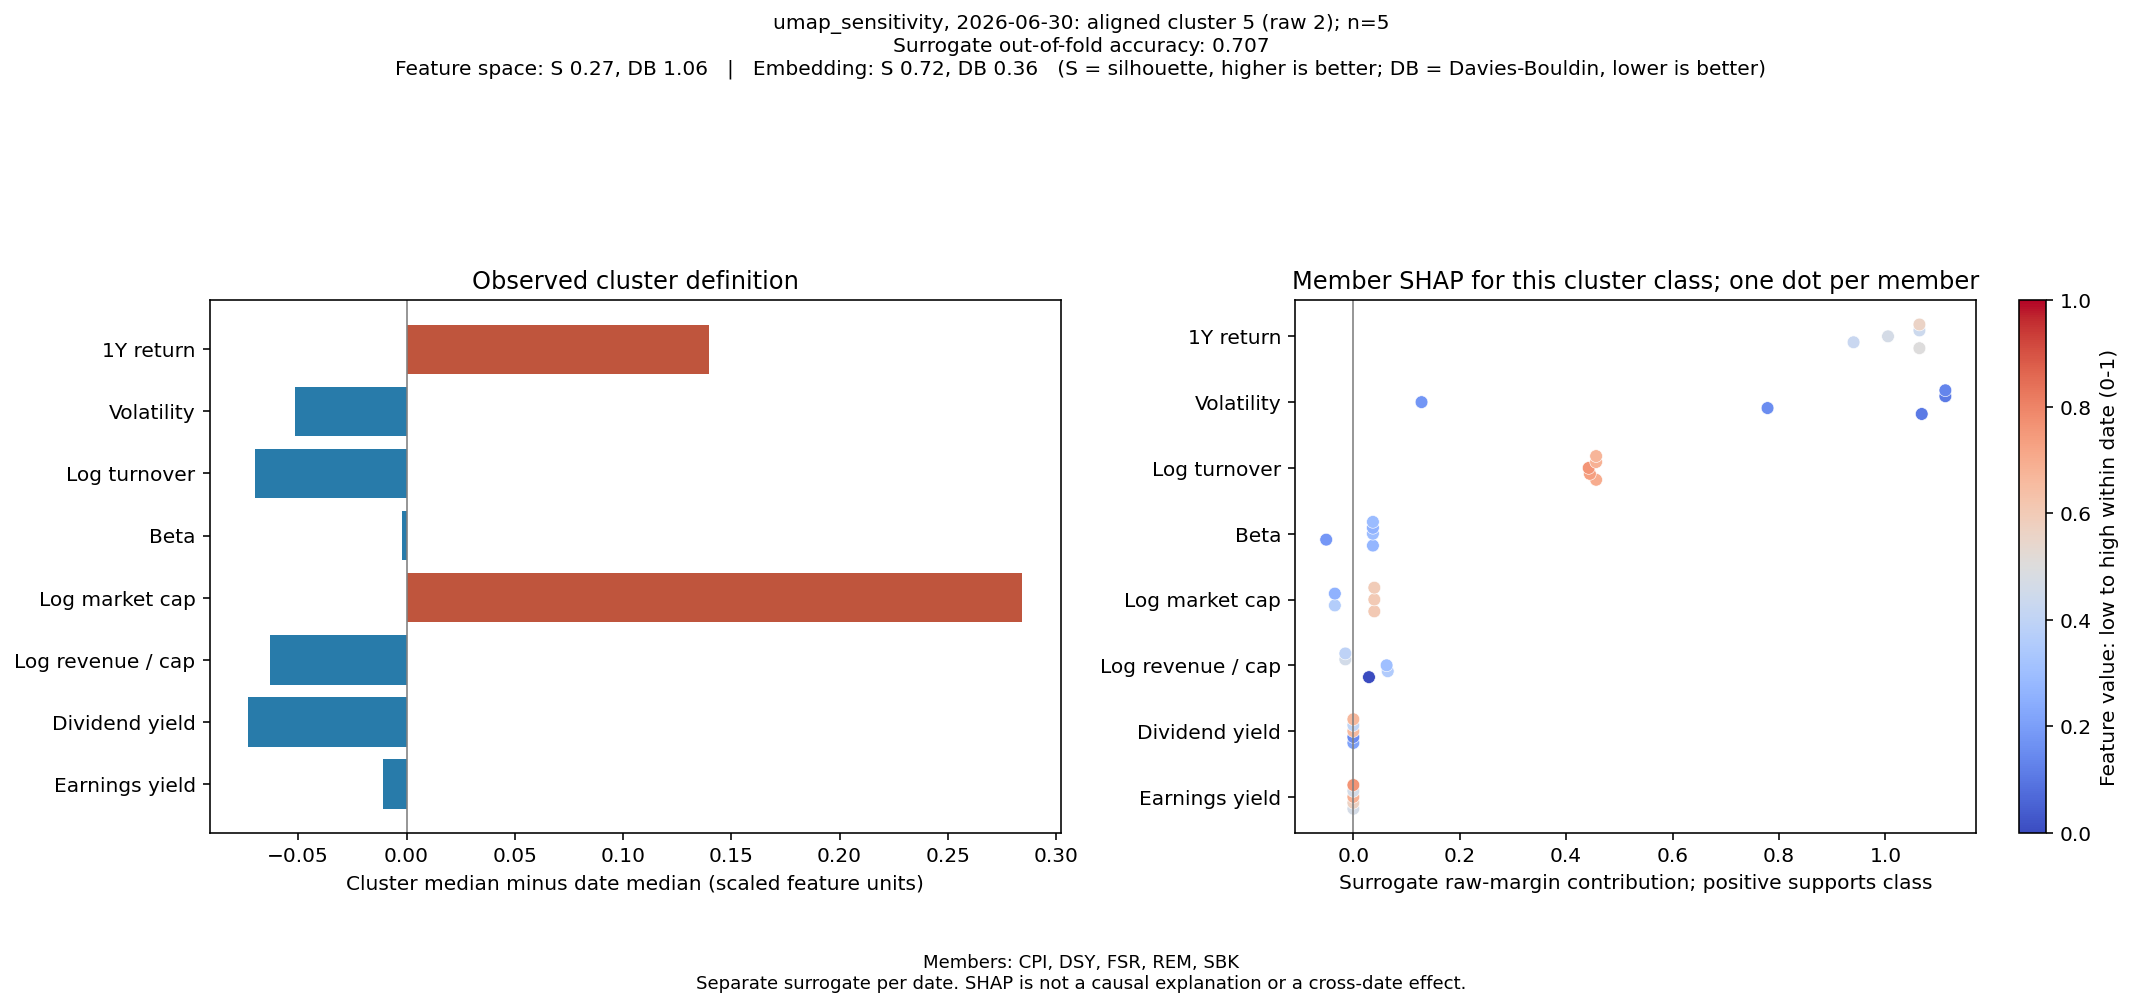 umap_sensitivity, 2026-06-30: aligned cluster 5 (raw 2); n=5
Surrogate out-of-fold accuracy: 0.707
Feature space: S 0.27, DB 1.06   |   Embedding: S 0.72, DB 0.36   (S = silhouette, higher is better; DB = Davies-Bouldin, lower is better)
Observed cluster definition
1Y return
Volatility
Log turnover
Beta
Log market cap
Log revenue / cap
Dividend yield
Earnings yield
−0.05 0.00 0.05 0.10 0.15 0.20 0.25 0.30
Cluster median minus date median (scaled feature units)
Member SHAP for this cluster class; one dot per member
1Y return
Volatility
Log turnover
Beta
Log market cap
Log revenue / cap
Dividend yield
Earnings yield
0.0 0.2 0.4 0.6 0.8 1.0
Surrogate raw-margin contribution; positive supports class
1.0
0.8
0.6
0.4
0.2
0.0
Feature value: low to high within date (0-1)
Members: CPI, DSY, FSR, REM, SBK
Separate surrogate per date. SHAP is not a causal explanation or a cross-date effect.